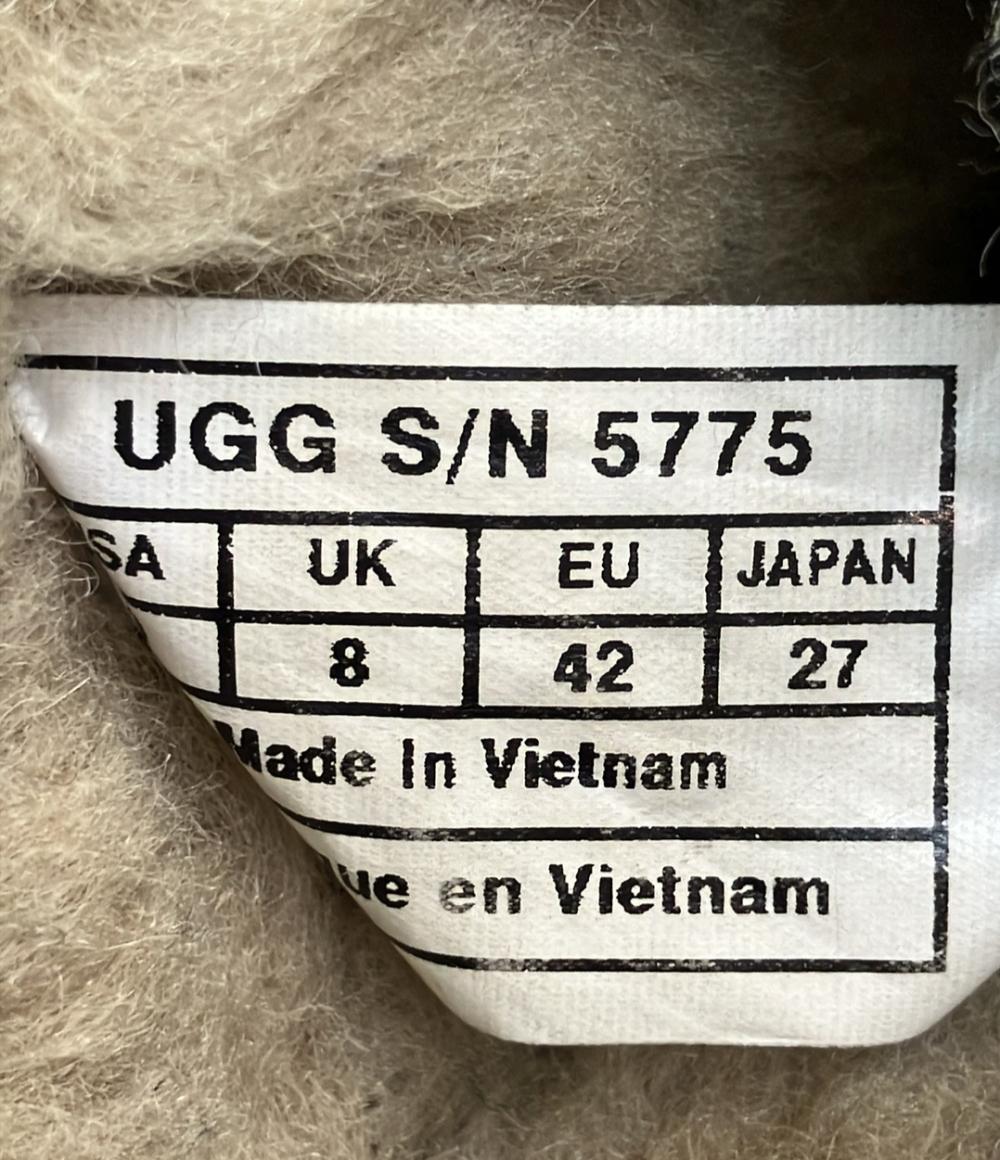 UGG S/N 5775
SA UK EU JAPAN
8 42 27
Made In Vietnam
ue en Vietnam